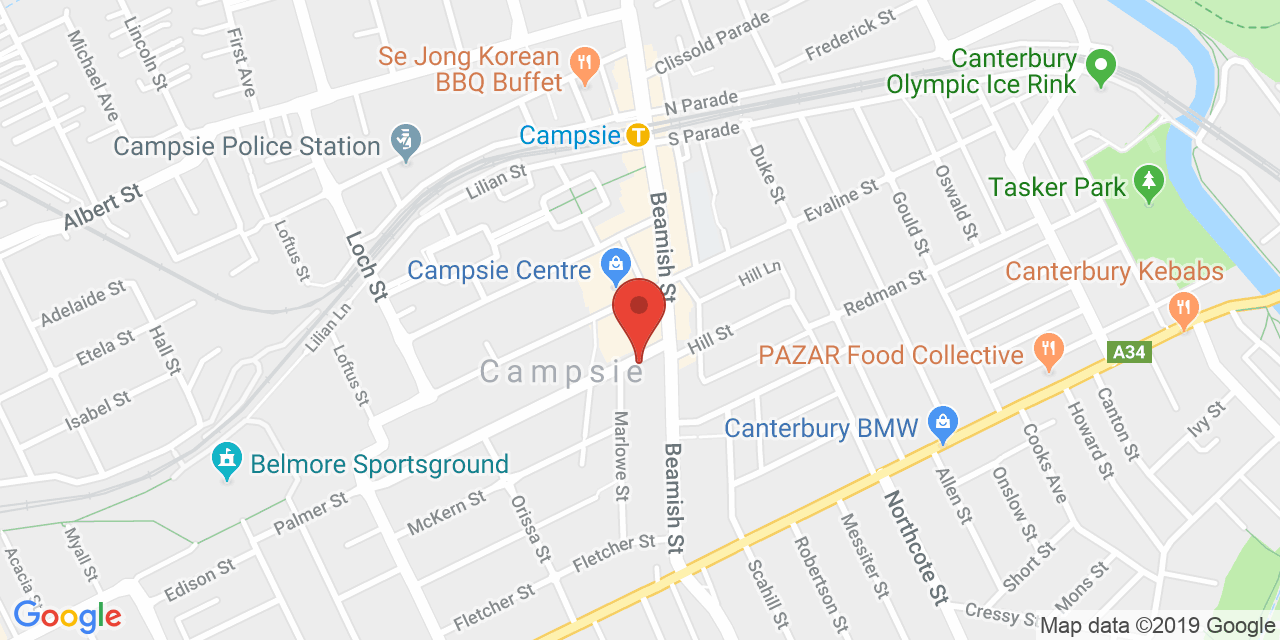 Lincoln St
Michael Ave
First Ave
Se Jong Korean
BBQ Buffet
Clissold Parade
Frederick St
Canterbury
Olympic Ice Rink
N Parade
Campsie
T
S Parade
Campsie Police Station
Lilian St
Duke St
Tasker Park
Albert St
Evaline St
Oswald St
Gould St
Beamish St
Loftus St
Loch St
Campsie Centre
Hill Ln
Redman St
Canterbury Kebabs
Adelaide St
Lilian Ln
Etela St
Hall St
Hill St
PAZAR Food Collective
A34
Loftus St
Campsie
Isabel St
Canton St
Ivy St
Howard St
Canterbury BMW
Cooks Ave
Belmore Sportsground
Marlowe St
Beamish St
Allen St
Onslow St
Palmer St
McKern St
Orissa St
Northcote St
Messiter St
Fletcher St
Robertson St
Scahill St
Short St
Mons St
Myall St
Acacia St
Edison St
Fletcher St
Cressy St
Google
Map data ©2019 Google